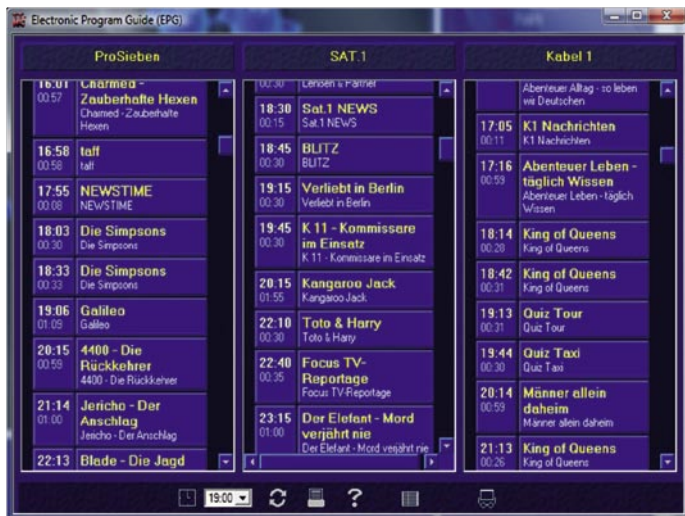 Electronic Program Guide (EPG)
ProSieben
16:01 Charmed -
00:57 Zauberhafte Hexen
Charmed - Zauberhafte
Hexen
16:58 taff
00:58 taff
17:55 NEWSTIME
00:08 NEWSTIME
18:03 Die Simpsons
00:30 Die Simpsons
18:33 Die Simpsons
00:33 Die Simpsons
19:06 Galileo
01:09 Galileo
20:15 4400 - Die
00:59 Rückkehrer
4400 - Die Rückkehrer
21:14 Jericho - Der
01:00 Anschlag
Jericho - Der Anschlag
22:13 Blade - Die Jagd
SAT.1
00:30 Lenßen & Partner
18:30 Sat.1 NEWS
00:15 Sat.1 NEWS
18:45 BLITZ
00:30 BLITZ
19:15 Verliebt in Berlin
00:30 Verliebt in Berlin
19:45 K 11 - Kommissare
00:30 im Einsatz
K 11 - Kommissare im Einsatz
20:15 Kangaroo Jack
01:55 Kangaroo Jack
22:10 Toto & Harry
00:30 Toto & Harry
22:40 Focus TV-
00:35 Reportage
Focus TV-Reportage
23:15 Der Elefant - Mord
01:00 verjährt nie
Der Elefant - Mord verjährt nie
Kabel 1
Abenteuer Alltag - so leben
wir Deutschen
17:05 K1 Nachrichten
00:11 K1 Nachrichten
17:16 Abenteuer Leben -
00:59 täglich Wissen
Abenteuer Leben - täglich
Wissen
18:14 King of Queens
00:28 King of Queens
18:42 King of Queens
00:31 King of Queens
19:13 Quiz Tour
00:31 Quiz Tour
19:44 Quiz Taxi
00:30 Quiz Taxi
20:14 Männer allein
00:59 daheim
Männer allein daheim
21:13 King of Queens
00:26 King of Queens
19:00
?